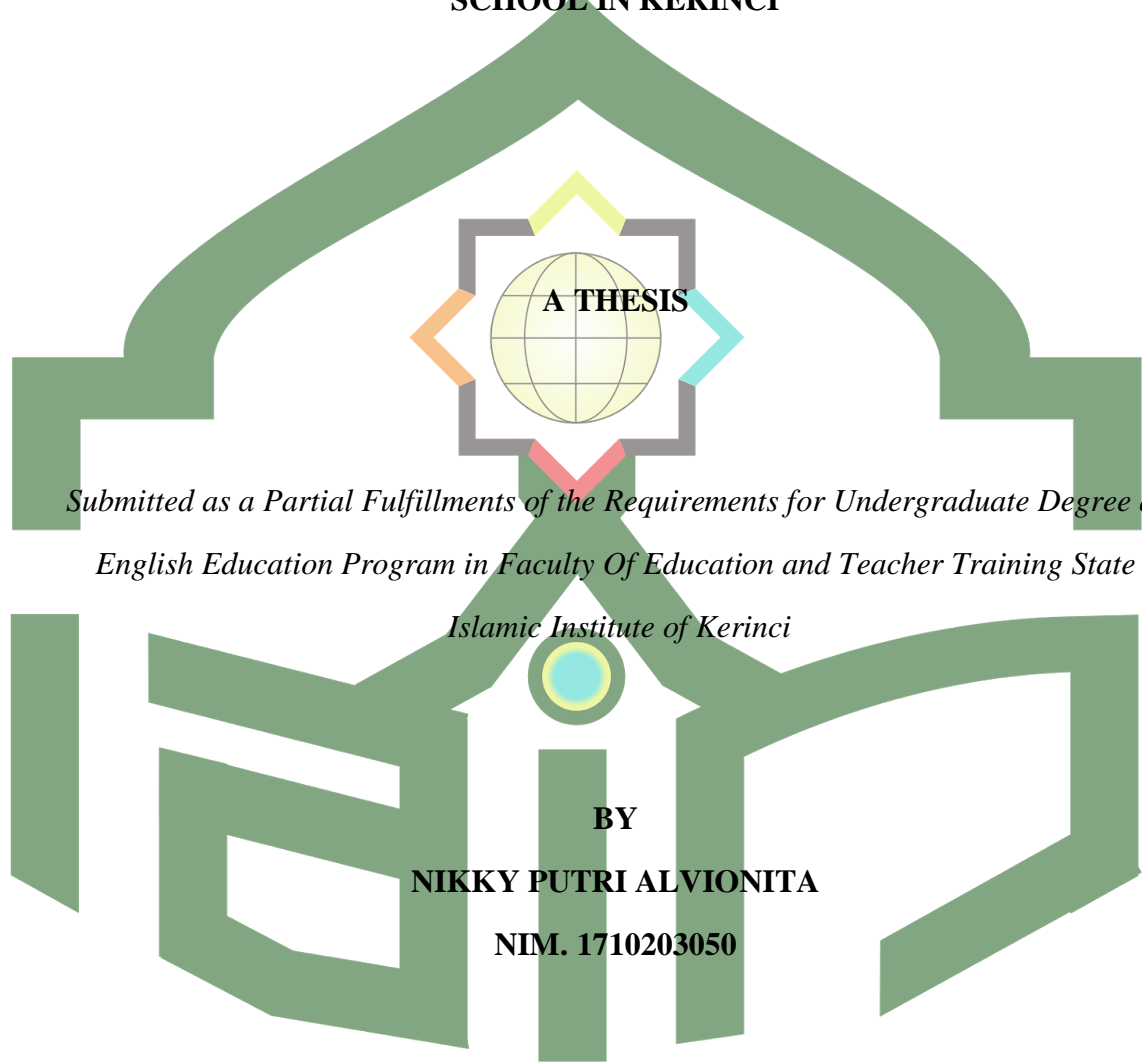 SCHOOL IN KERINCI
A THESIS
Submitted as a Partial Fulfillments of the Requirements for Undergraduate Degree
English Education Program in Faculty Of Education and Teacher Training State
Islamic Institute of Kerinci
BY
NIKKY PUTRI ALVIONITA
NIM. 1710203050